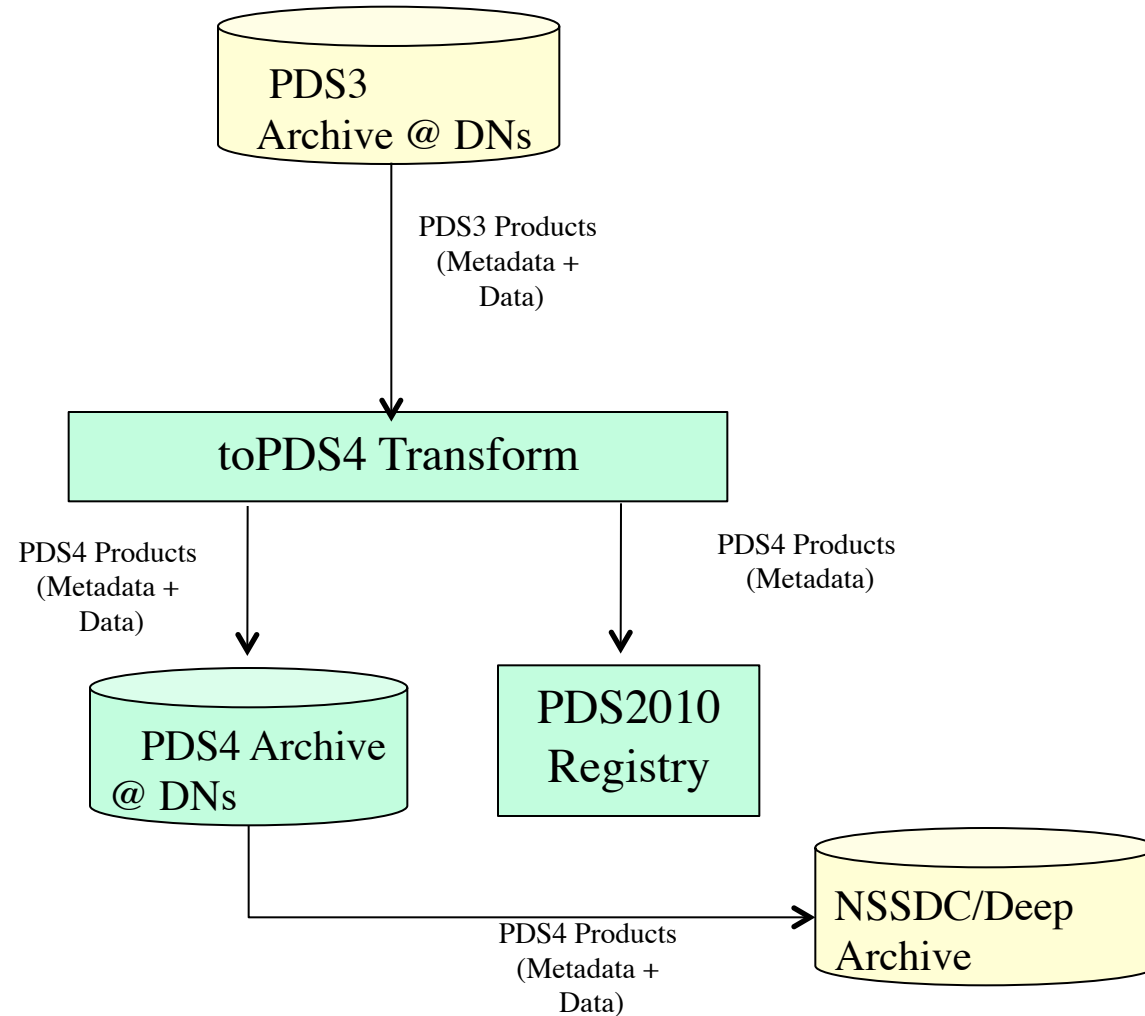 PDS3
Archive @ DNs
PDS3 Products
(Metadata +
Data)
toPDS4 Transform
PDS4 Products
(Metadata +
Data)
PDS4 Products
(Metadata)
PDS4 Archive
@ DNs
PDS2010
Registry
NSSDC/Deep
Archive
PDS4 Products
(Metadata +
Data)